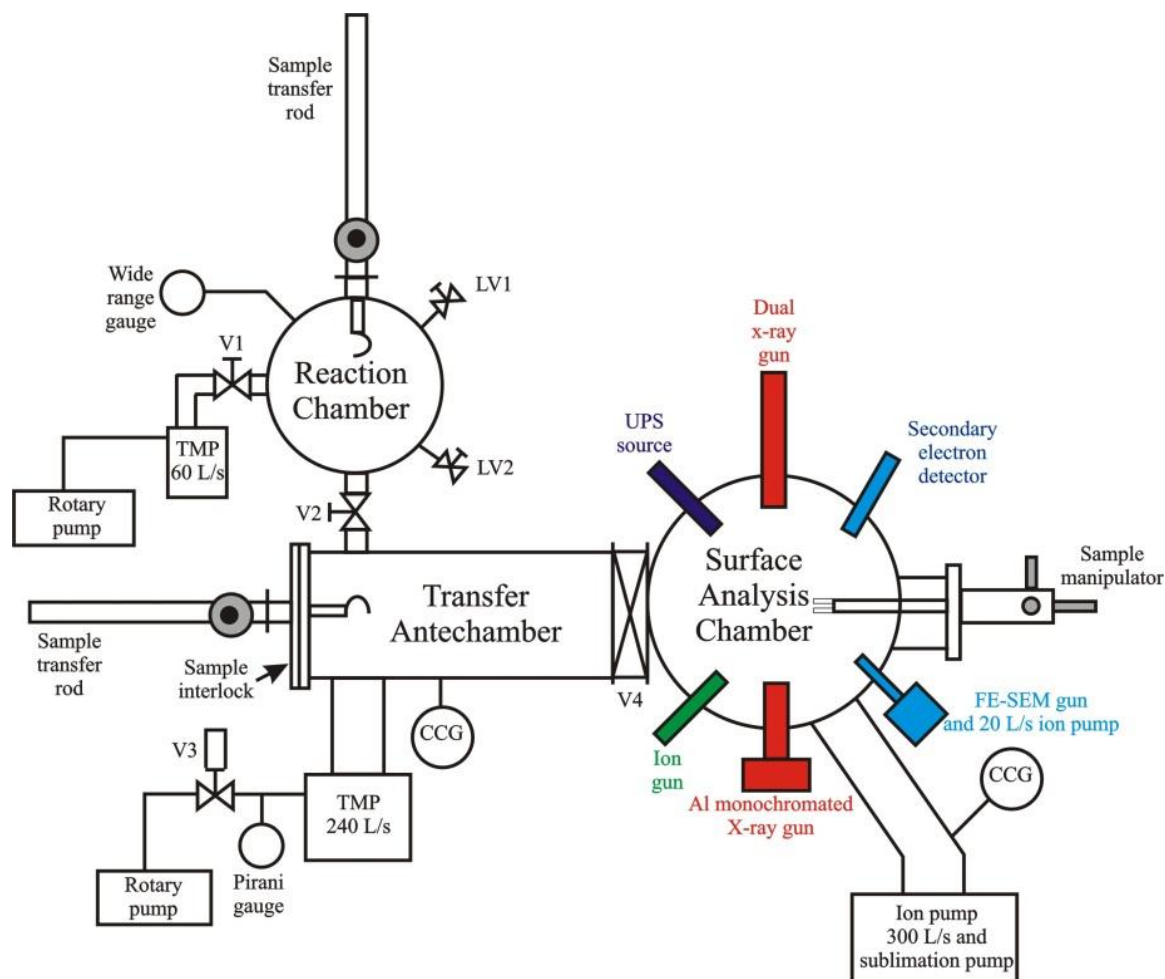 Sample
transfer
rod
Wide
range
gauge
LV1
V1
Reaction
Chamber
TMP
60 L/s
LV2
Rotary
pump
V2
Dual
x-ray
gun
UPS
source
Secondary
electron
detector
Surface
Analysis
Chamber
Sample
manipulator
Transfer
Antechamber
Sample
transfer
rod
Sample
interlock
V4
CCG
Ion
gun
FE-SEM gun
and 20 L/s ion pump
V3
TMP
240 L/s
Al monochromated
X-ray gun
CCG
Rotary
pump
Pirani
gauge
Ion pump
300 L/s and
sublimation pump